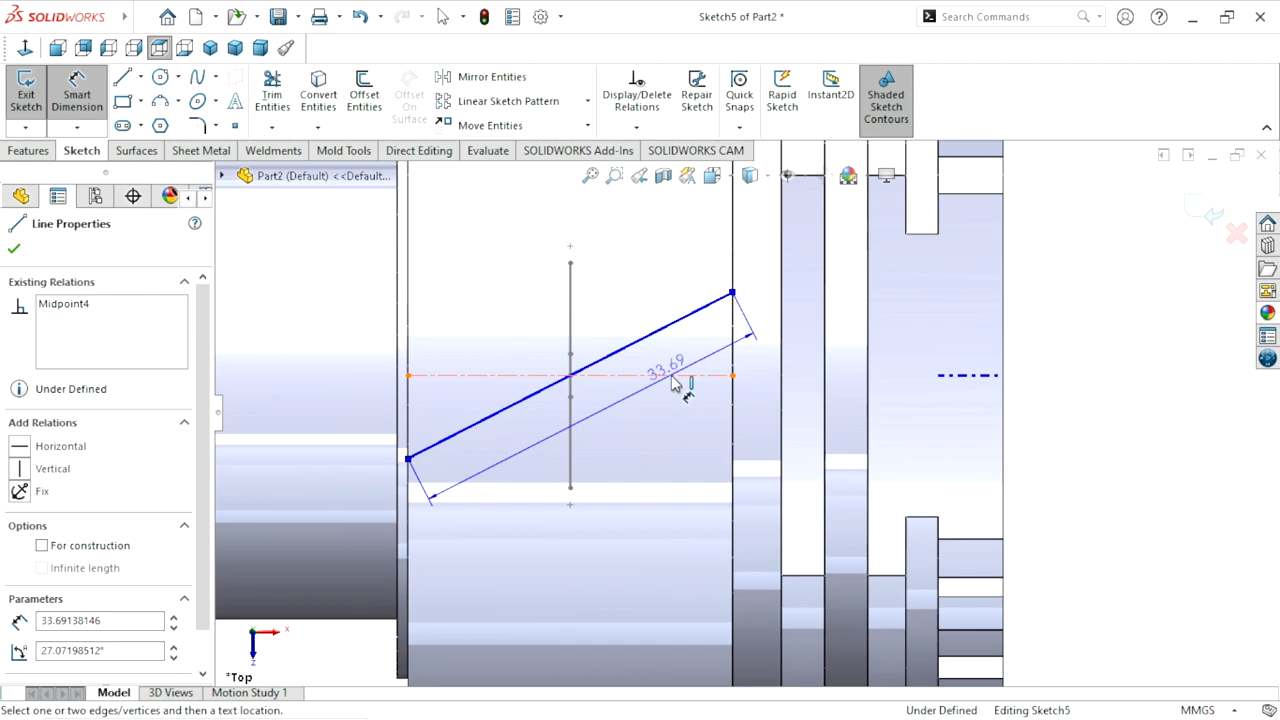 SOLIDWORKS
Sketch5 of Part2 *
Search Commands
Exit Sketch
Smart Dimension
Trim Entities
Convert Entities
Offset Entities
Offset On Surface
Mirror Entities
Linear Sketch Pattern
Move Entities
Display/Delete Relations
Repair Sketch
Quick Snaps
Rapid Sketch
Instant2D
Shaded Sketch Contours
Features
Sketch
Surfaces
Sheet Metal
Weldments
Mold Tools
Direct Editing
Evaluate
SOLIDWORKS Add-Ins
SOLIDWORKS CAM
Part2 (Default) <<Default...
Line Properties
Existing Relations
Midpoint4
Under Defined
Add Relations
Horizontal
Vertical
Fix
Options
For construction
Infinite length
Parameters
33.69138146
27.07198512°
33.69
X
Z
*Top
Model
3D Views
Motion Study 1
Select one or two edges/vertices and then a text location.
Under Defined
Editing Sketch5
MMGS